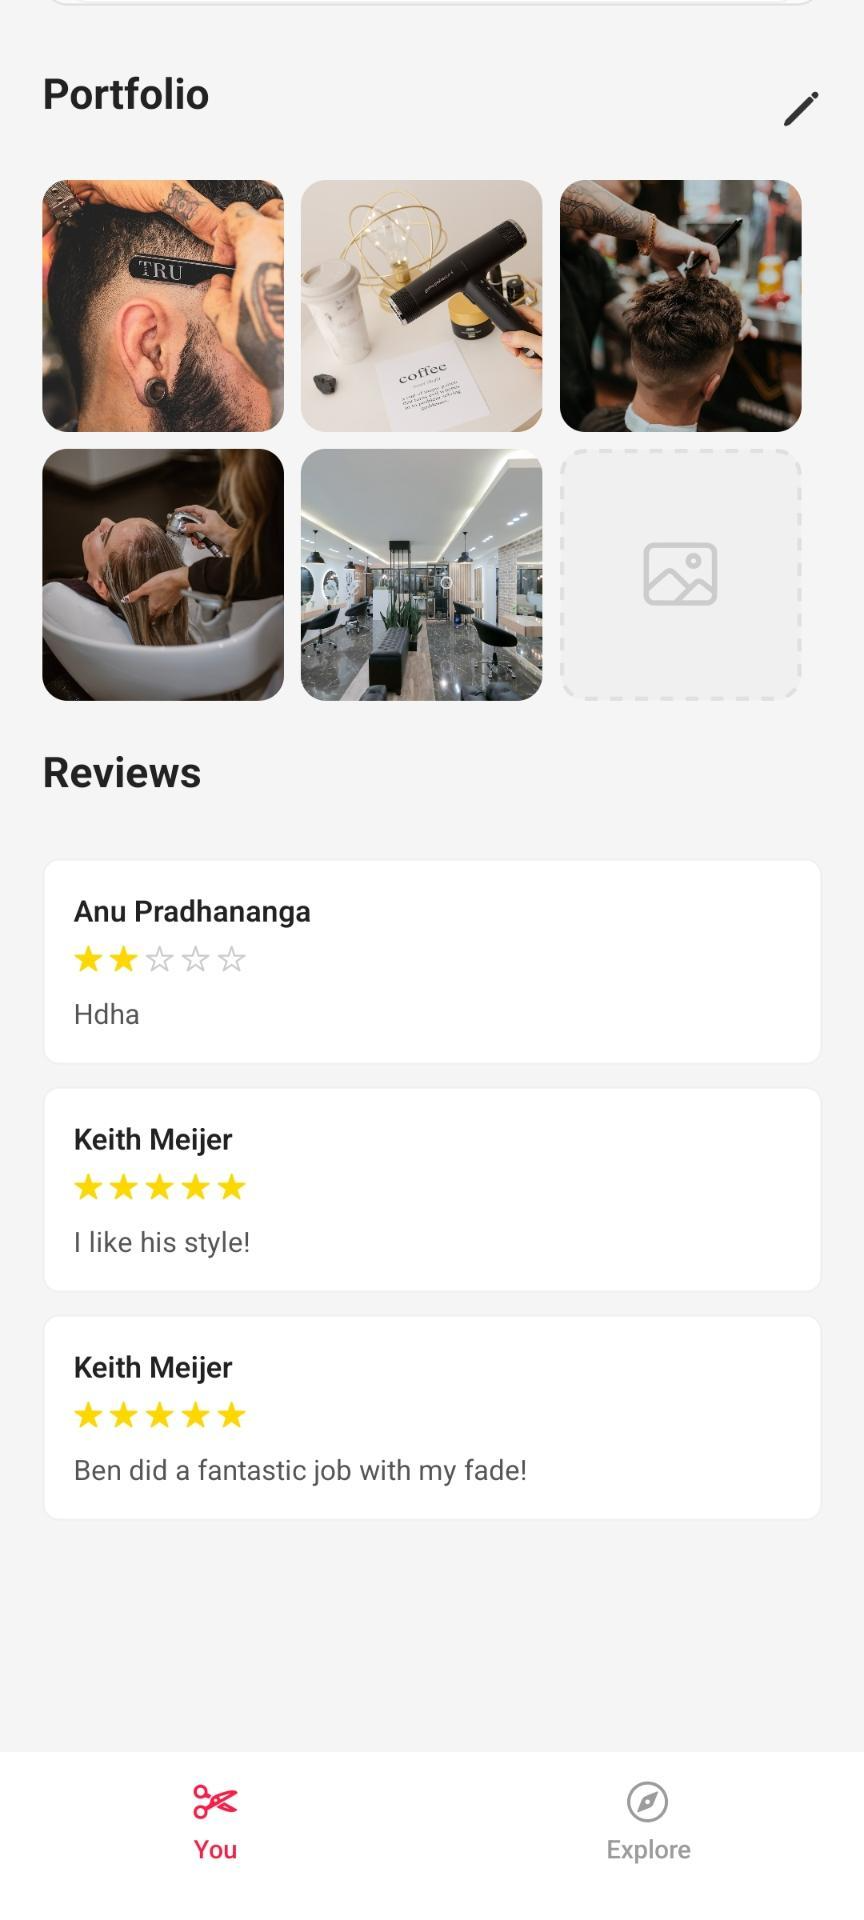 Portfolio
TRU
coffee
Reviews
Anu Pradhananga
Hdha
Keith Meijer
I like his style!
Keith Meijer
Ben did a fantastic job with my fade!
You
Explore